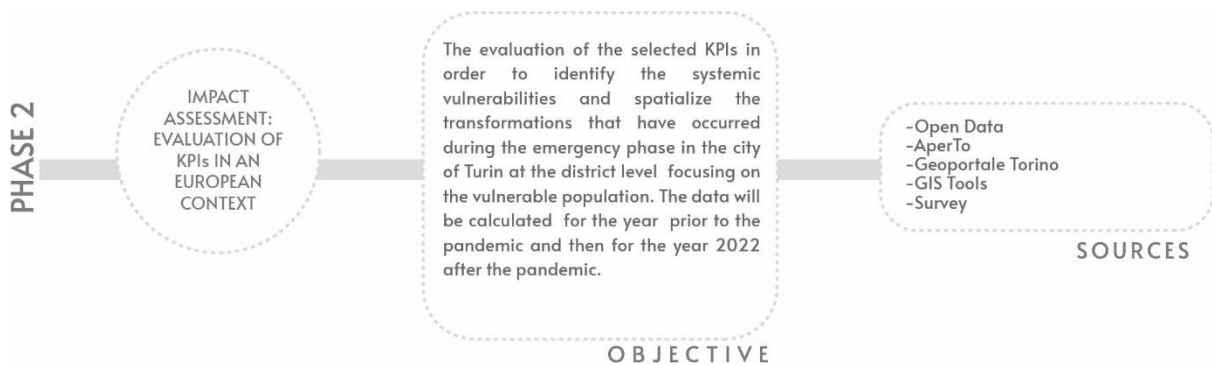 PHASE 2
IMPACT
ASSESSMENT:
EVALUATION OF
KPIs IN AN
EUROPEAN
CONTEXT
The evaluation of the selected KPIs in
order to identify the systemic
vulnerabilities and spatialize the
transformations that have occurred
during the emergency phase in the city
of Turin at the district level focusing on
the vulnerable population. The data will
be calculated for the year prior to the
pandemic and then for the year 2022
after the pandemic.
OBJECTIVE
-Open Data
-AperTo
-Geoportale Torino
-GIS Tools
-Survey
SOURCES